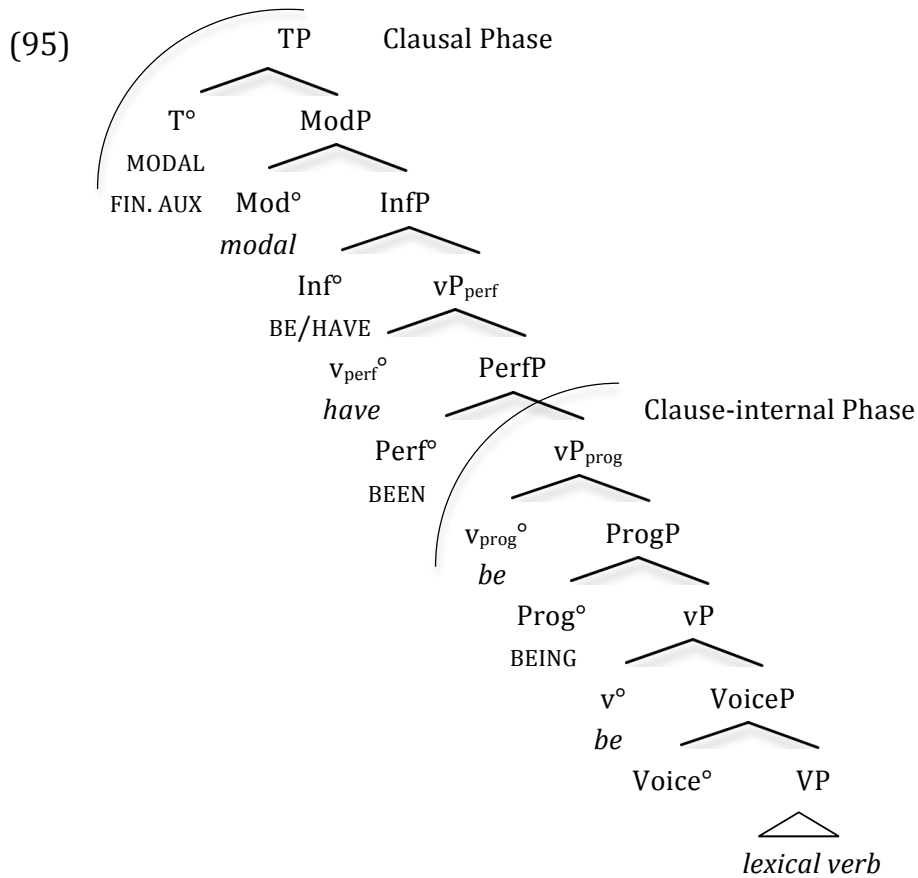 (95) TP Clausal Phase
T° ModP
MODAL
FIN. AUX Mod° InfP
modal
Inf° vPperf
BE/HAVE
vperf° PerfP
have Clause-internal Phase
Perf° vPprog
BEEN
vprog° ProgP
be
Prog° vP
BEING
v° VoiceP
be
Voice° VP
lexical verb